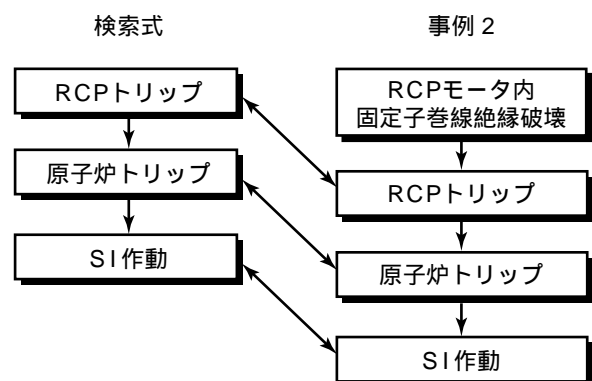 検索式
RCPトリップ
原子炉トリップ
SI作動
事例2
RCPモータ内
固定子巻線絶縁破壊
RCPトリップ
原子炉トリップ
SI作動